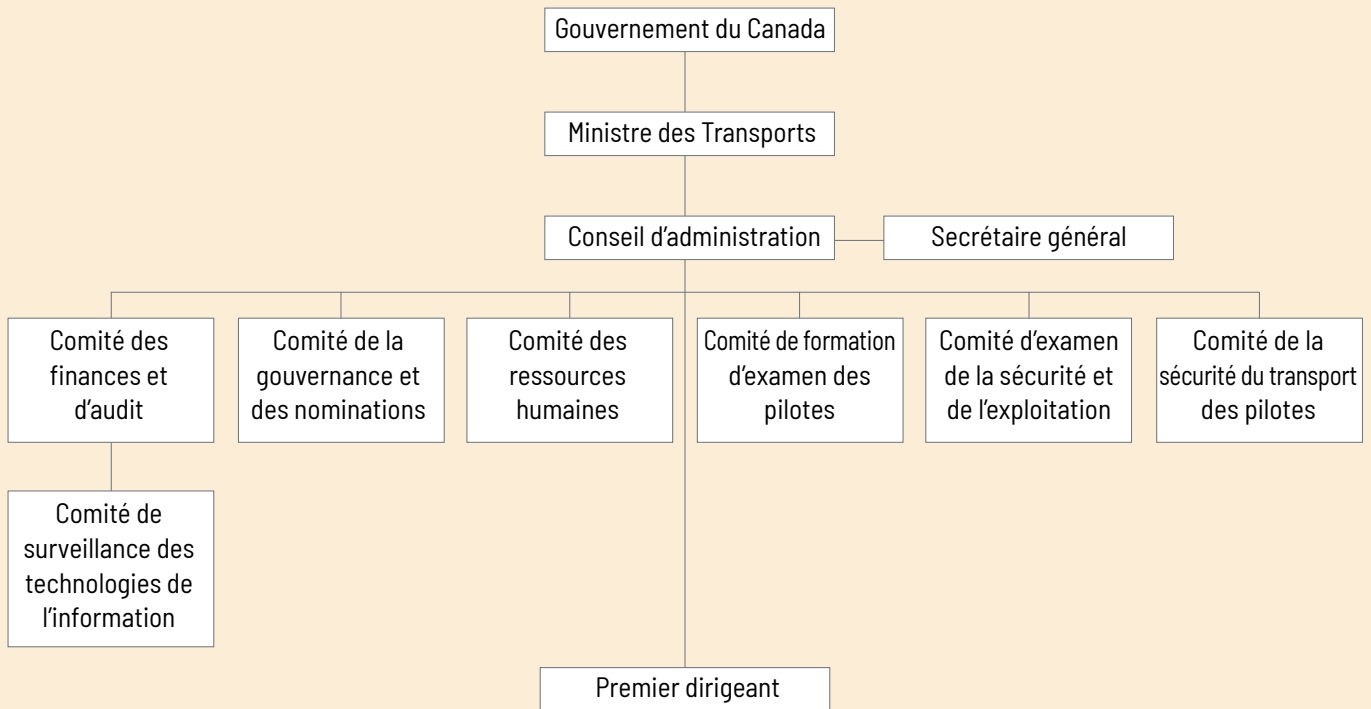 Gouvernement du Canada
Ministre des Transports
Conseil d'administration
Secrétaire général
Comité des
finances et
d'audit
Comité de la
gouvernance et
des nominations
Comité des
ressources
humaines
Comité de formation
d'examen des
pilotes
Comité d'examen
de la sécurité et
de l'exploitation
Comité de la
sécurité du transport
des pilotes
Comité de
surveillance des
technologies de
l'information
Premier dirigeant